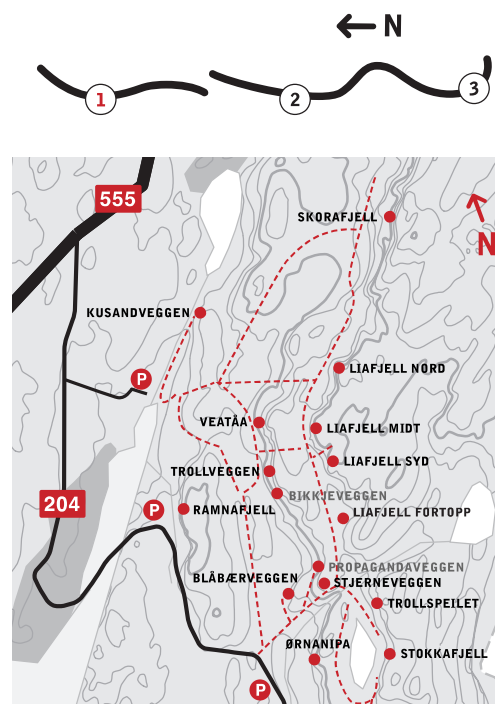 N
1
2
3
555
SKORAFJELL
N
KUSANDVEGGEN
P
LIAFJELL NORD
VEATÅA
LIAFJELL MIDT
LIAFJELL SYD
TROLLVEGGEN
BIKKJEVEGGEN
204
P
RAMNAFJELL
LIAFJELL FORTOPP
PROPAGANDAVEGGEN
BLÅBÆRVEGGEN
STJERNEVEGGEN
TROLLSPEILET
ØRNANIPA
STOKKAFJELL
P